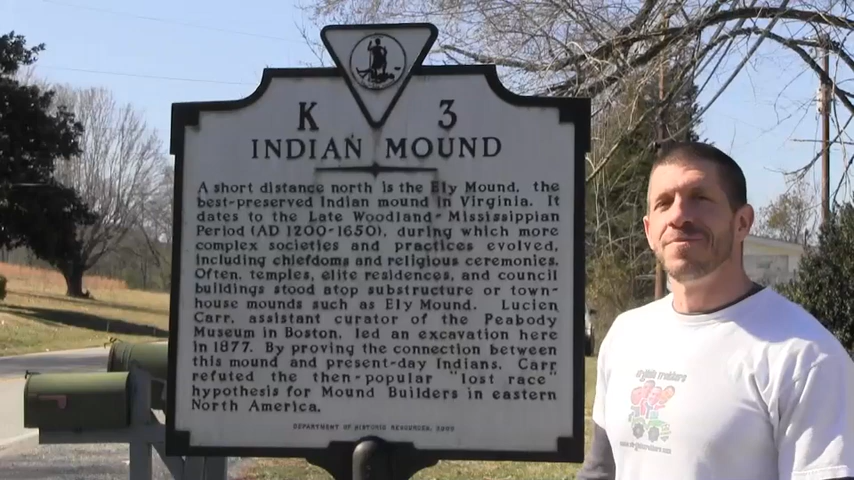 K 3
INDIAN MOUND
A short distance north is the Ely Mound, the
best-preserved Indian mound in Virginia. It
dates to the Late Woodland-Mississippian
Period (AD 1200-1650), during which more
complex societies and practices evolved,
including chiefdoms and religious ceremonies.
Often, temples, elite residences, and council
buildings stood atop substructure or town-
house mounds such as Ely Mound. Lucien
Carr, assistant curator of the Peabody
Museum in Boston, led an excavation here
in 1877. By proving the connection between
this mound and present-day Indians, Carr
refuted the then-popular "lost race"
hypothesis for Mound Builders in eastern
North America.
DEPARTMENT OF HISTORIC RESOURCES,